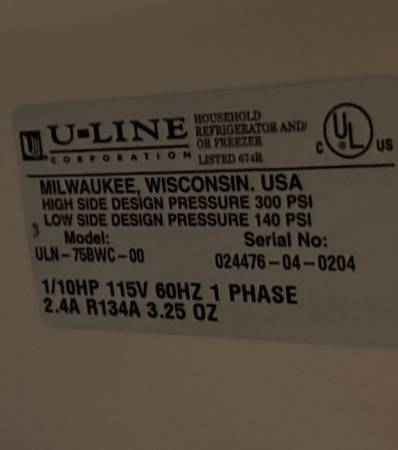 U-LINE
CORPORATION
HOUSEHOLD
REFRIGERATOR AND/
OR FREEZER
LISTED 674R
C UL US
MILWAUKEE, WISCONSIN. USA
HIGH SIDE DESIGN PRESSURE 300 PSI
LOW SIDE DESIGN PRESSURE 140 PSI
Model: Serial No:
ULN-75BWC-00 024476-04-0204
1/10HP 115V 60HZ 1 PHASE
2.4A R134A 3.25 OZ